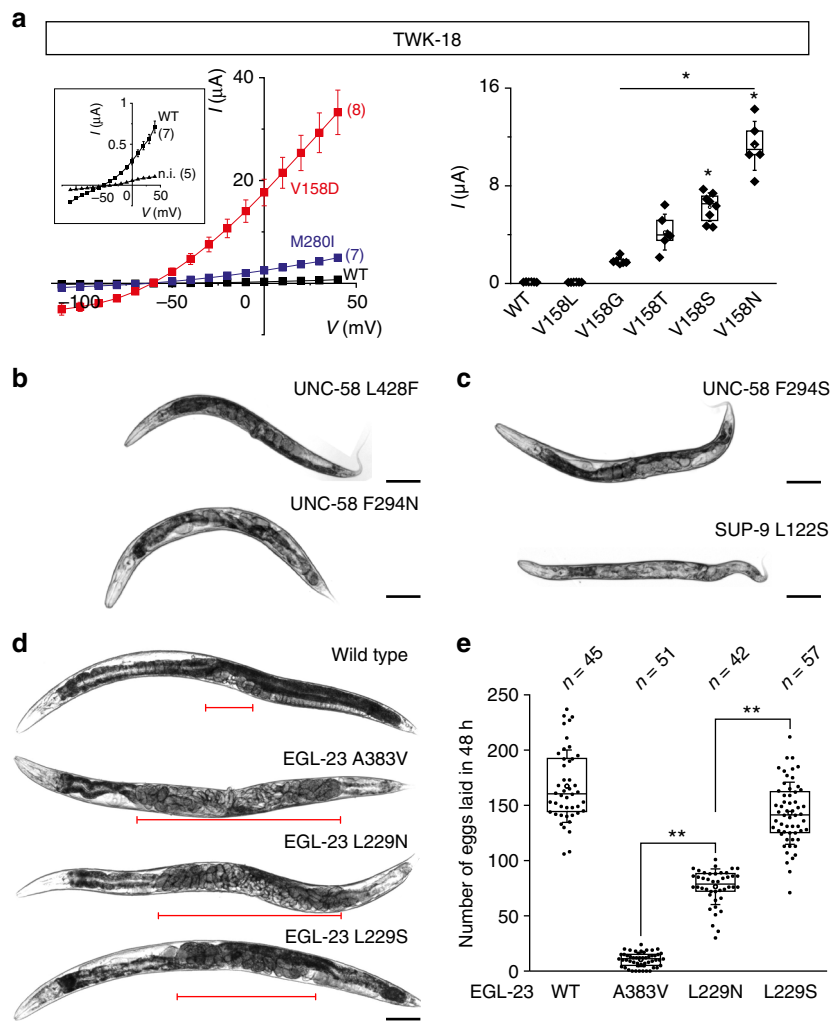 a
TWK-18
I (μA)
40
20
0
−100
−50
0
50
V (mV)
(8)
V158D
M280I
(7)
WT
I (μA)
1
0.5
WT
(7)
n.i. (5)
−50
0
50
V (mV)
I (μA)
16
8
0
*
*
*
WT
V158L
V158G
V158T
V158S
V158N
b
UNC-58 L428F
UNC-58 F294N
c
UNC-58 F294S
SUP-9 L122S
d
Wild type
EGL-23 A383V
EGL-23 L229N
EGL-23 L229S
e
n = 45
n = 51
n = 42
n = 57
Number of eggs laid in 48 h
250
200
150
100
50
0
**
**
EGL-23
WT
A383V
L229N
L229S